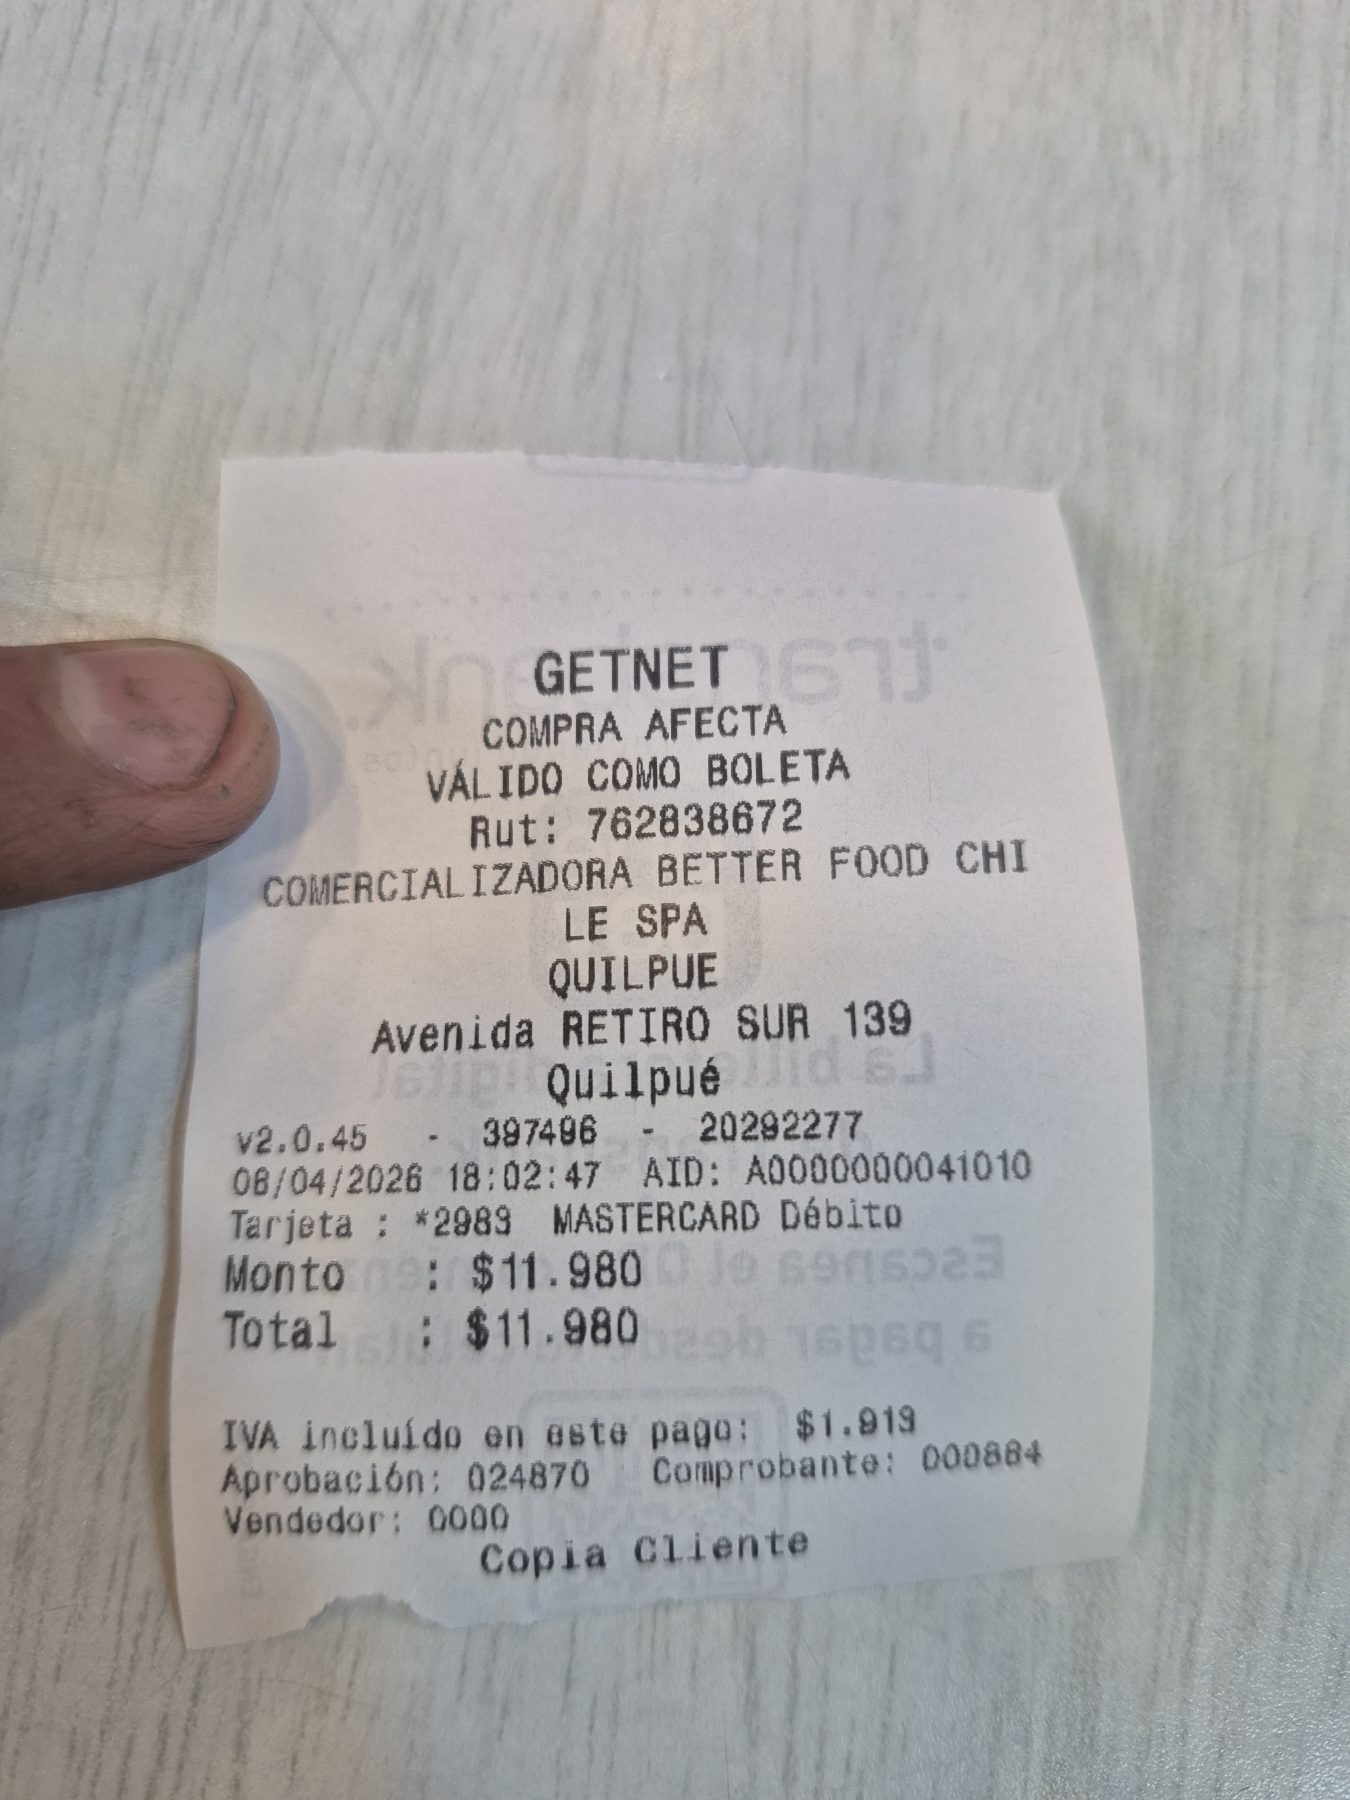 GETNET
COMPRA AFECTA
VÁLIDO COMO BOLETA
Rut: 762838672
COMERCIALIZADORA BETTER FOOD CHI
LE SPA
QUILPUE
Avenida RETIRO SUR 139
Quilpué
v2.0.45 - 397496 - 20292277
08/04/2026 18:02:47 AID: A0000000041010
Tarjeta : *2983 MASTERCARD Débito
Monto : $11.980
Total : $11.980
IVA incluído en este pago: $1.913
Aprobación: 024870 Comprobante: 000884
Vendedor: 0000
Copia Cliente